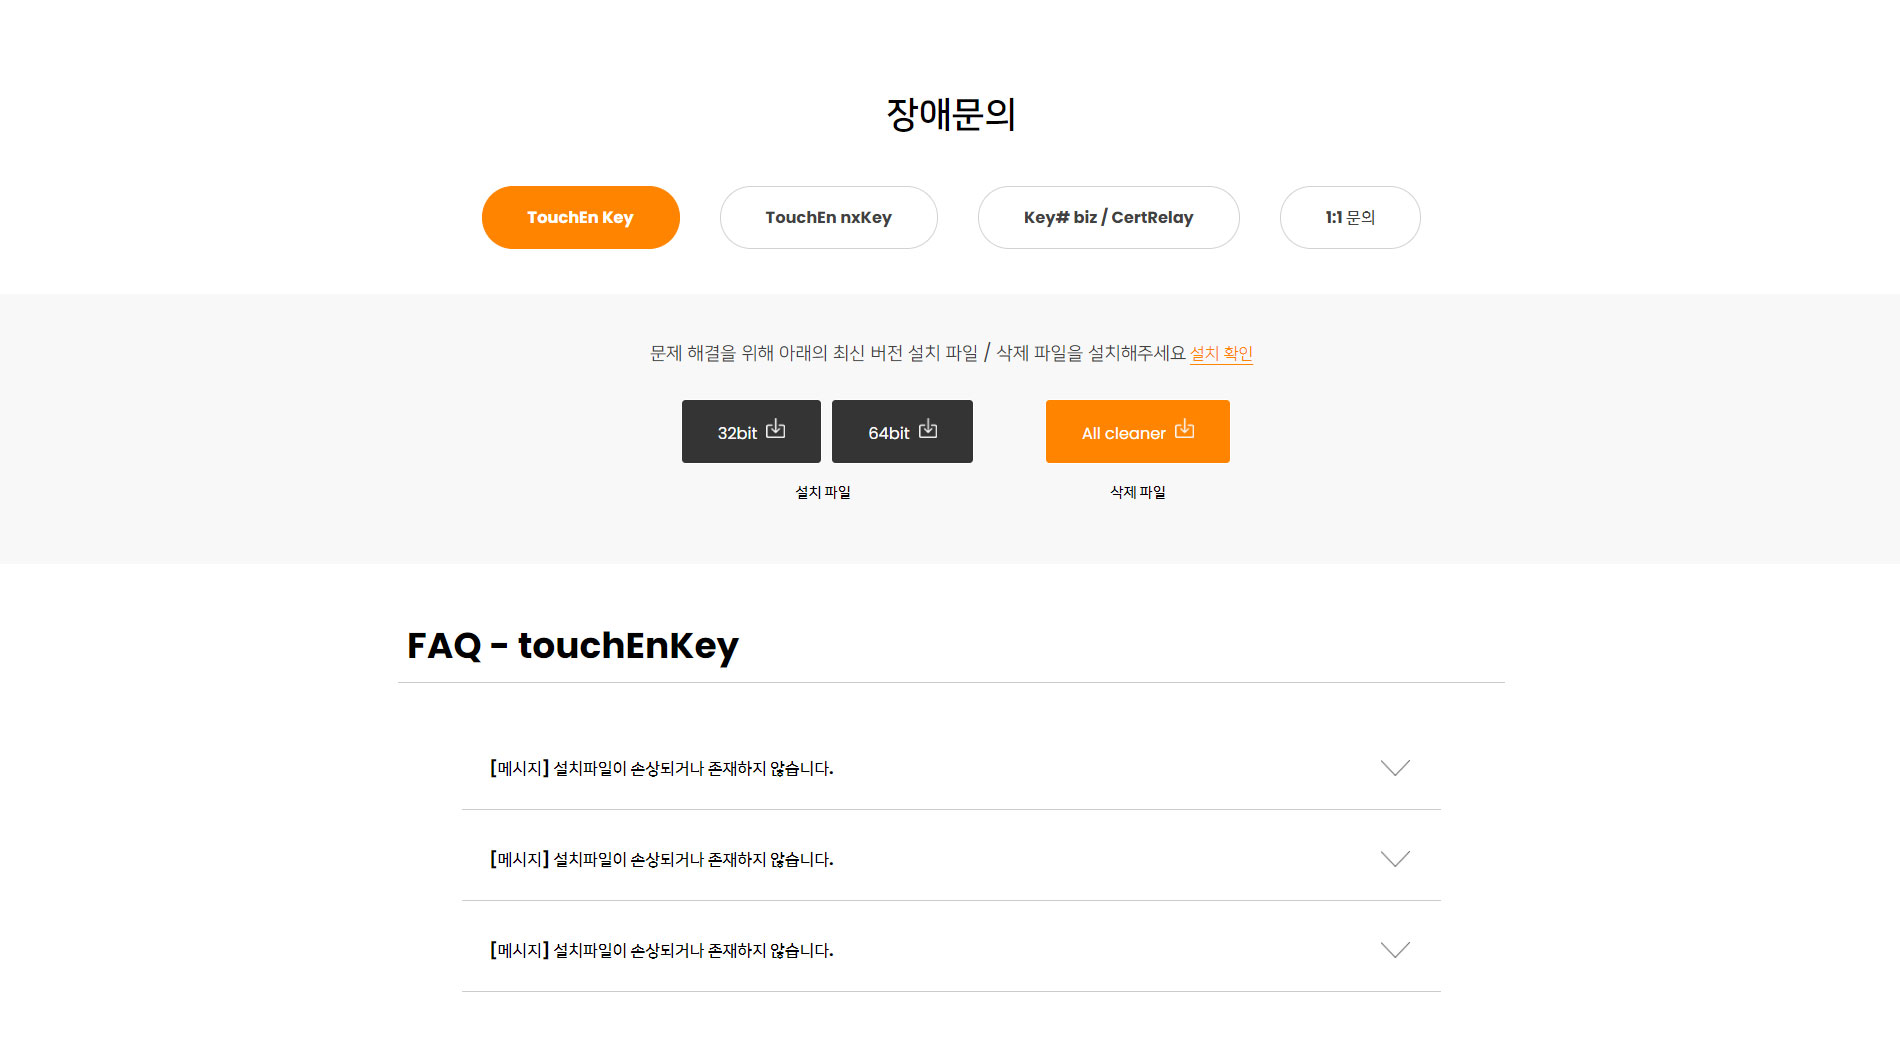 장애문의
TouchEn Key
TouchEn nxKey
Key# biz / CertRelay
1:1 문의
문제 해결을 위해 아래의 최신 버전 설치 파일 / 삭제 파일을 설치해주세요 설치 확인
32bit
64bit
All cleaner
설치 파일
삭제 파일
FAQ - touchEnKey
[메시지] 설치파일이 손상되거나 존재하지 않습니다.
[메시지] 설치파일이 손상되거나 존재하지 않습니다.
[메시지] 설치파일이 손상되거나 존재하지 않습니다.